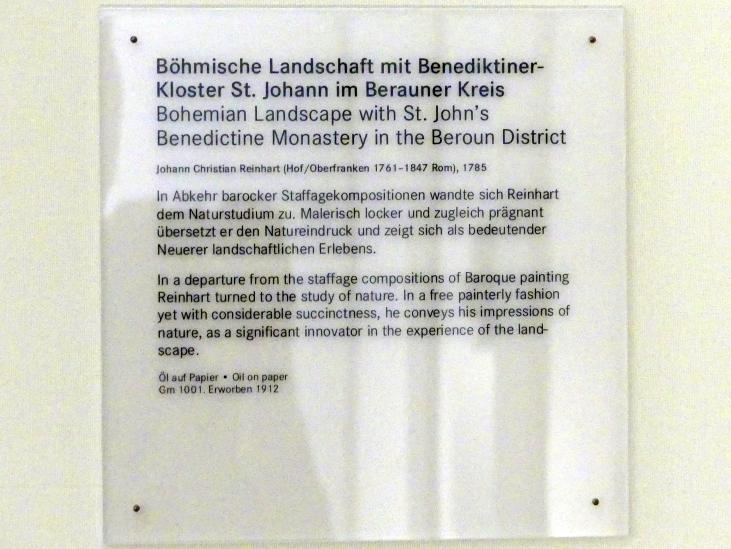 Böhmische Landschaft mit Benediktiner-
Kloster St. Johann im Berauner Kreis
Bohemian Landscape with St. John's
Benedictine Monastery in the Beroun District
Johann Christian Reinhart (Hof/Oberfranken 1761–1847 Rom), 1785
In Abkehr barocker Staffagekompositionen wandte sich Reinhart
dem Naturstudium zu. Malerisch locker und zugleich prägnant
übersetzt er den Natureindruck und zeigt sich als bedeutender
Neuerer landschaftlichen Erlebens.
In a departure from the staffage compositions of Baroque painting
Reinhart turned to the study of nature. In a free painterly fashion
yet with considerable succinctness, he conveys his impressions of
nature, as a significant innovator in the experience of the land-
scape.
Öl auf Papier • Oil on paper
Gm 1001. Erworben 1912